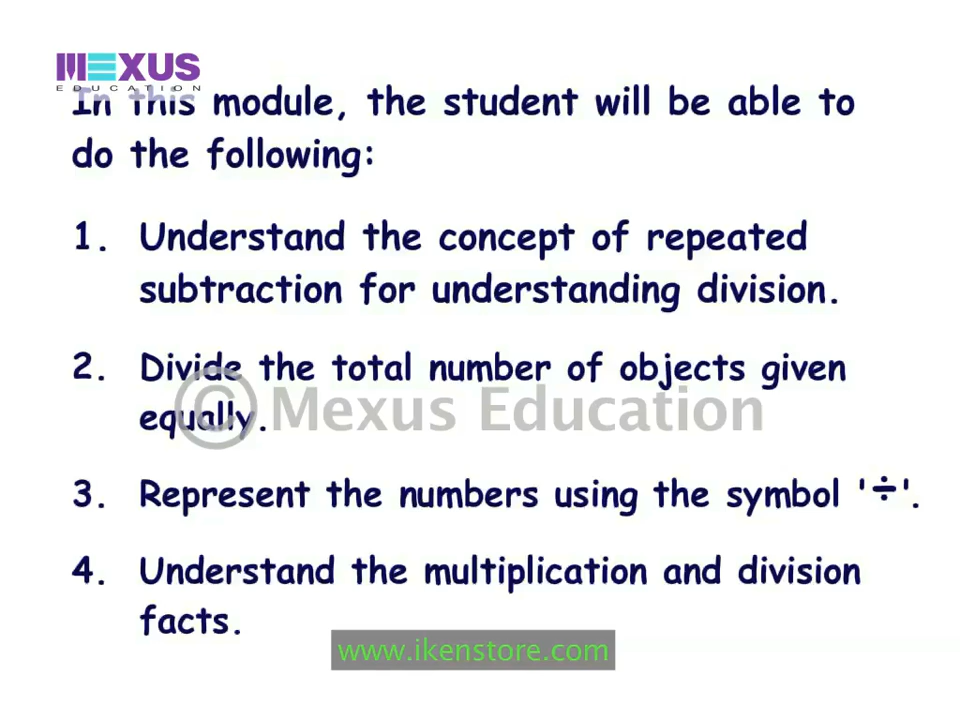 MEXUS
EDUCATION
In this module, the student will be able to
do the following:
1. Understand the concept of repeated
subtraction for understanding division.
2. Divide the total number of objects given
equally.
© Mexus Education
3. Represent the numbers using the symbol '÷'.
4. Understand the multiplication and division
facts.
www.ikenstore.com